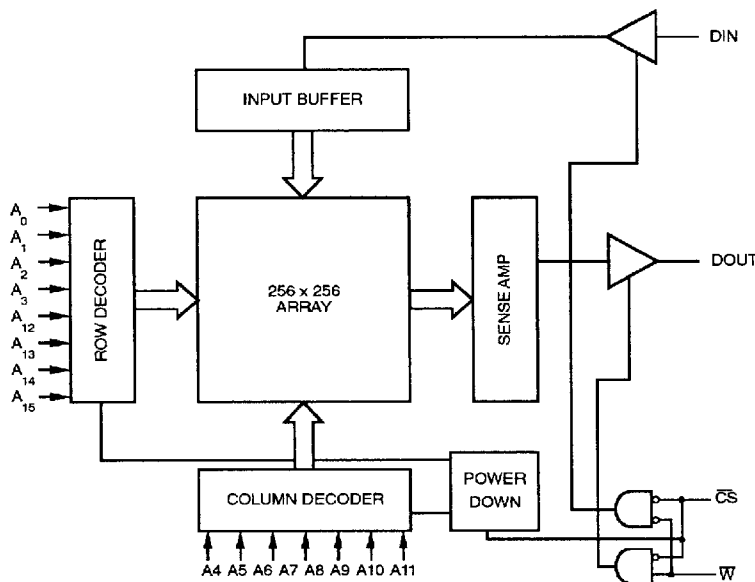 DIN
INPUT BUFFER
A0
A1
A2
A3
A12
A13
A14
A15
ROW DECODER
256 x 256
ARRAY
SENSE AMP
DOUT
COLUMN DECODER
POWER
DOWN
A4 A5 A6 A7 A8 A9 A10 A11
C̅S̅
W̅